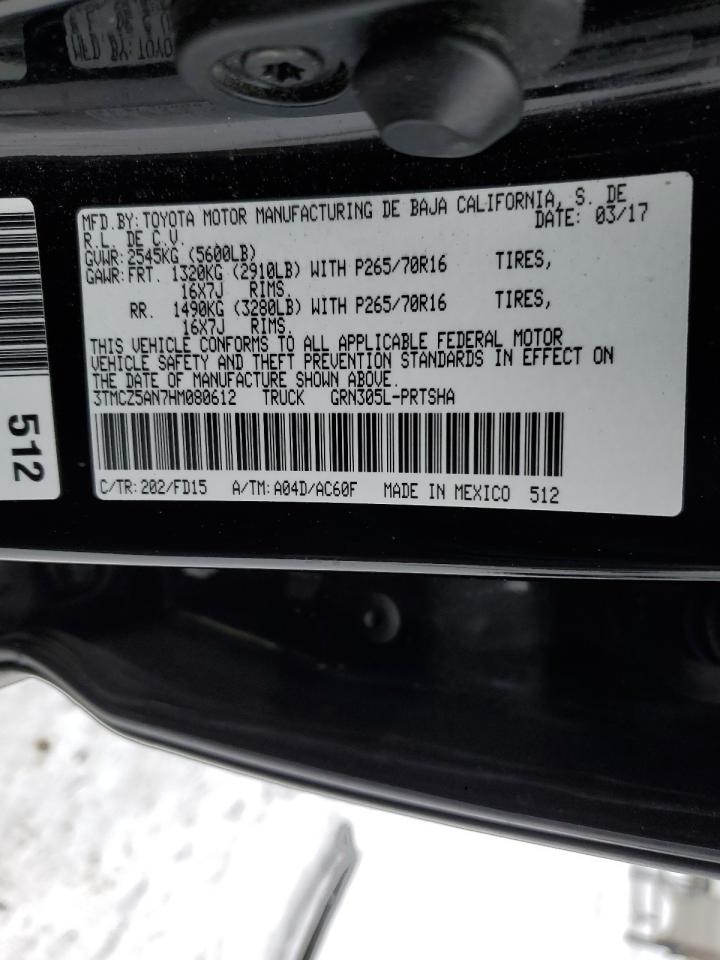 MFD BY: TOYOTA
MFD.BY: TOYOTA MOTOR MANUFACTURING DE BAJA CALIFORNIA, S. DE
R.L. DE C.V. DATE: 03/17
GVWR: 2545KG (5600LB)
GAWR: FRT. 1320KG (2910LB) WITH P265/70R16 TIRES,
16X7J RIMS.
RR. 1490KG (3280LB) WITH P265/70R16 TIRES,
16X7J RIMS.
THIS VEHICLE CONFORMS TO ALL APPLICABLE FEDERAL MOTOR
VEHICLE SAFETY AND THEFT PREVENTION STANDARDS IN EFFECT ON
THE DATE OF MANUFACTURE SHOWN ABOVE.
3TMCZ5AN7HM080612 TRUCK GRN305L-PRTSHA
C/TR: 202/FD15 A/TM: A04D/AC60F MADE IN MEXICO 512
512